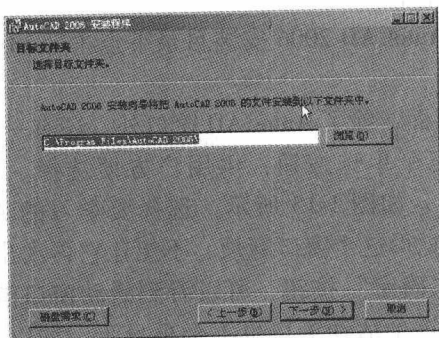 AutoCAD 2006 安装程序
目标文件夹
选择目标文件夹。
AutoCAD 2006 安装向导将把 AutoCAD 2006 的文件安装到以下文件夹中。
C:\Program Files\AutoCAD 2006\
浏览(O)
磁盘需求(C)
< 上一步(B)
下一步(N) >
取消